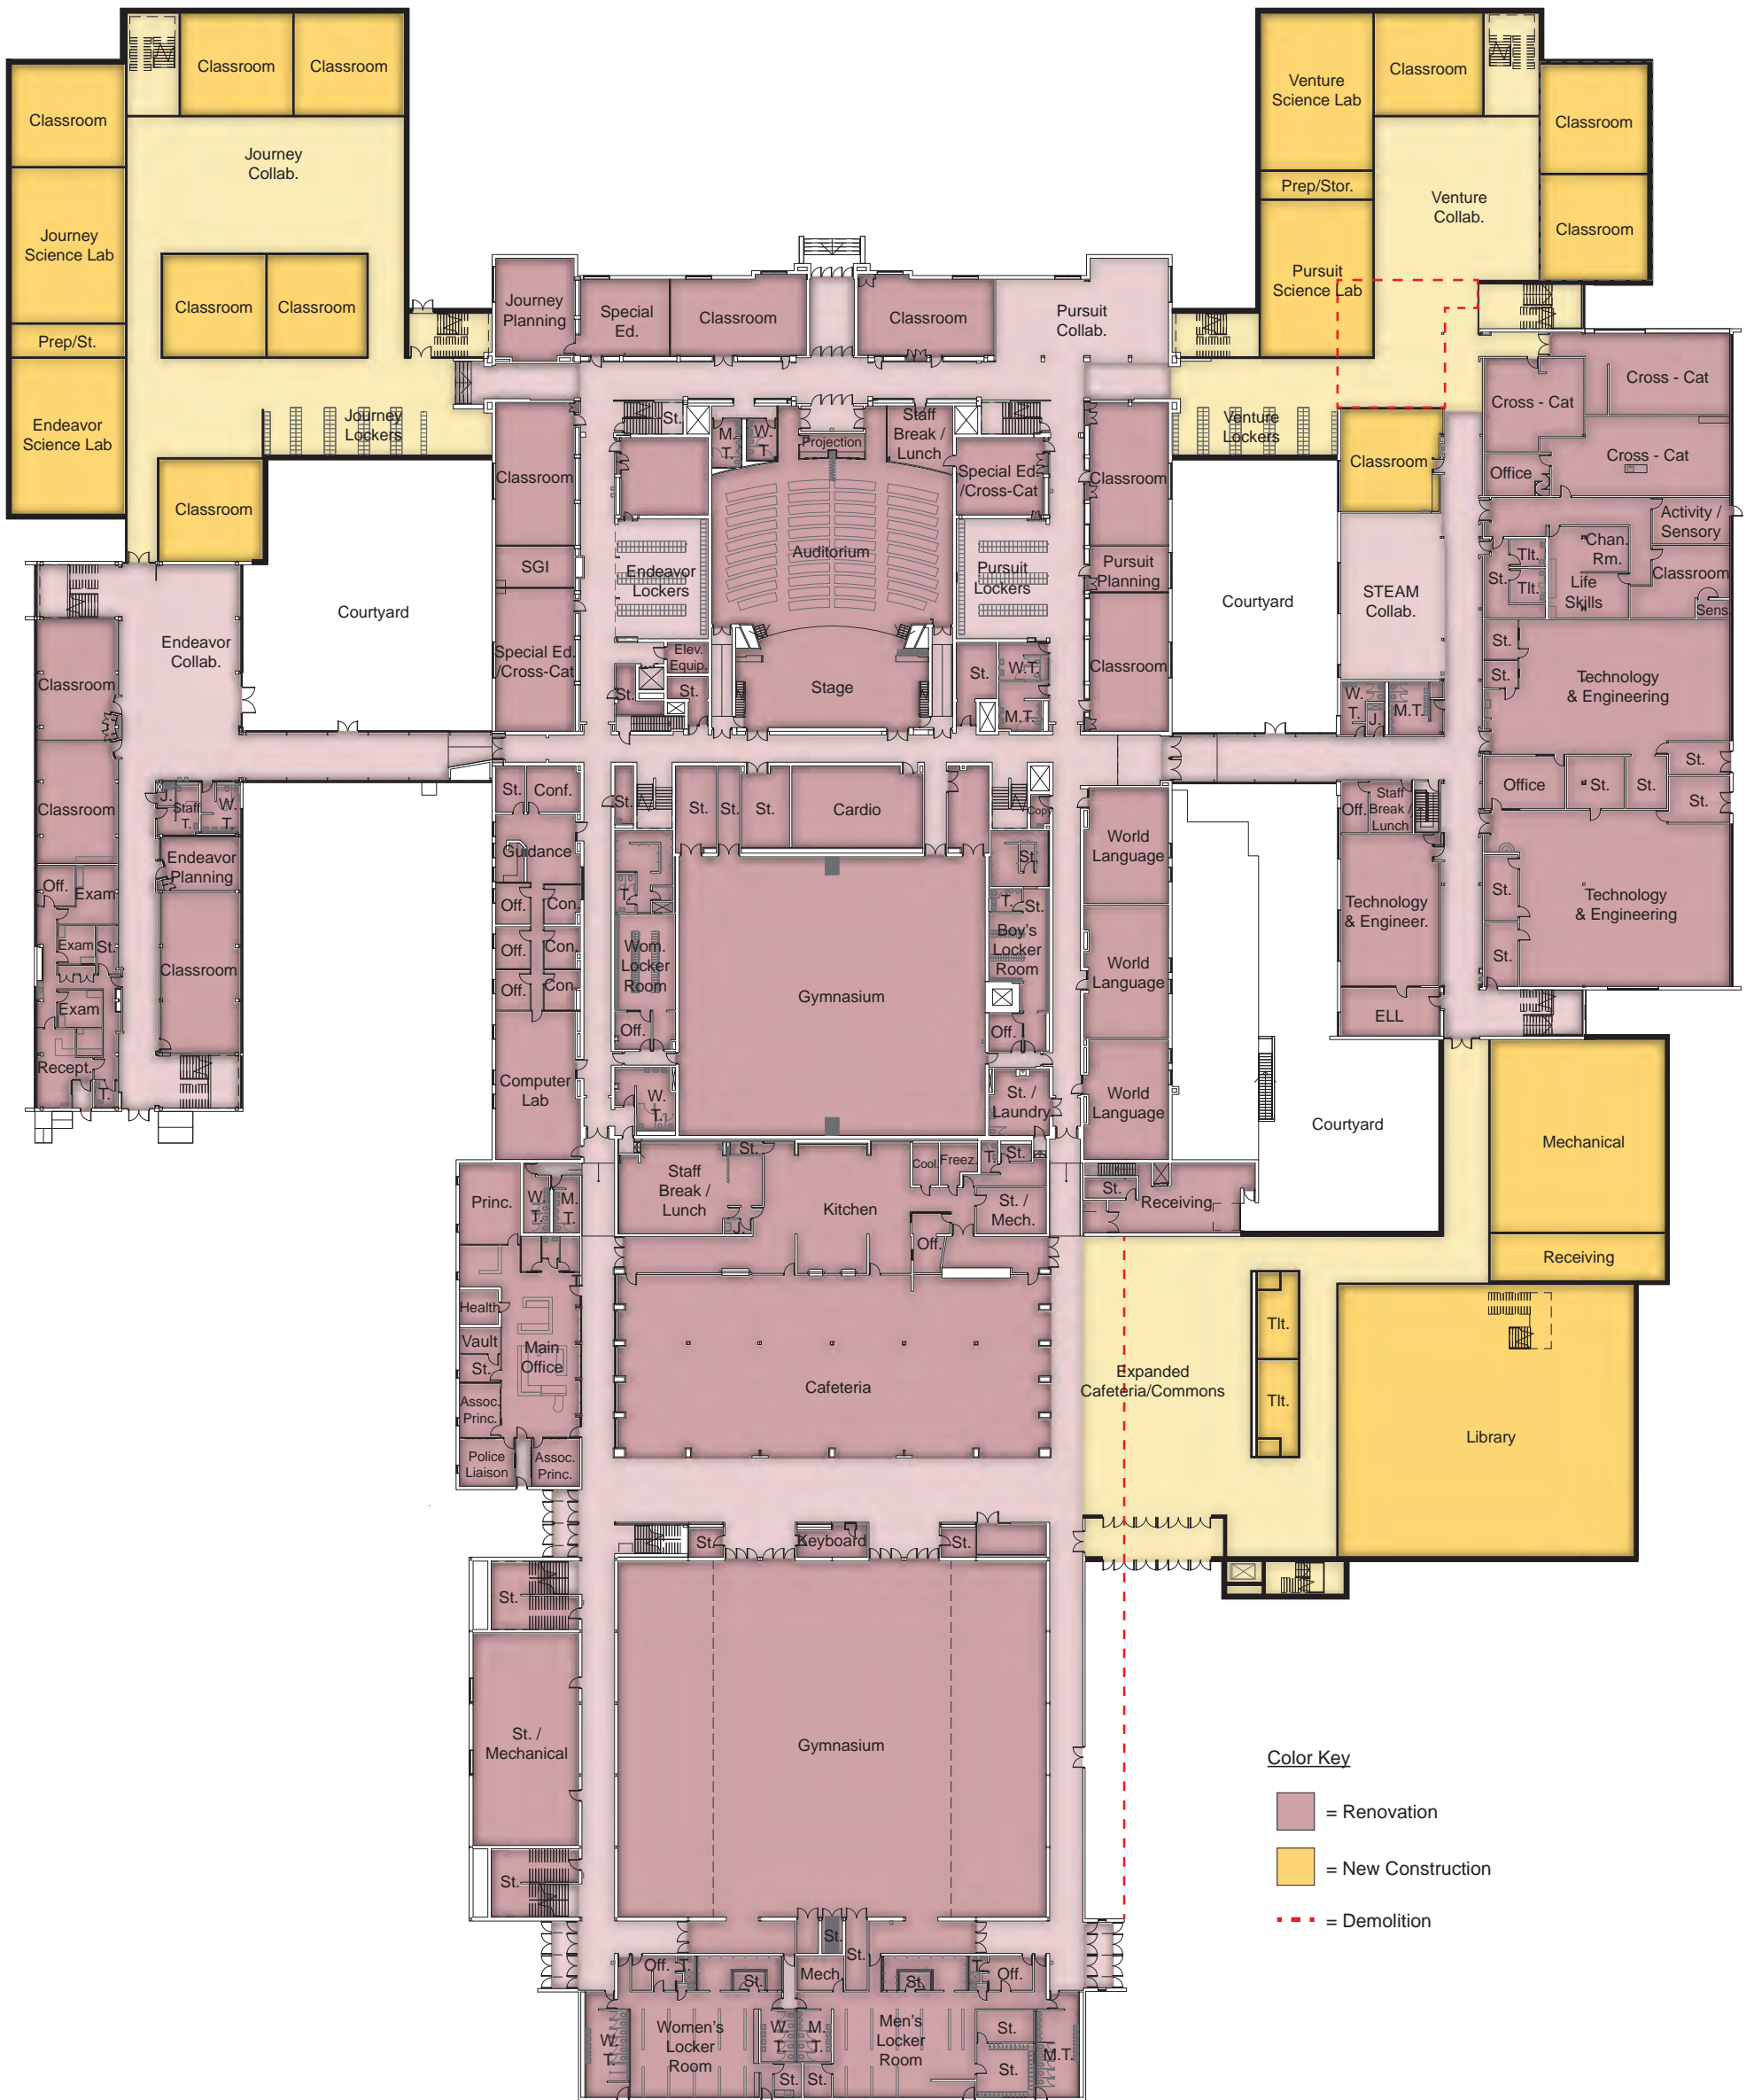 Classroom
Classroom
Classroom
Journey
Collab.
Journey
Science Lab
Classroom
Classroom
Prep/St.
Endeavor
Science Lab
Journey
Lockers
Classroom
Venture
Science Lab
Classroom
Classroom
Prep/Stor.
Venture
Collab.
Classroom
Pursuit
Science Lab
Venture
Lockers
Classroom
Journey
Planning
Special
Ed.
Classroom
Classroom
Pursuit
Collab.
Cross - Cat
Cross - Cat
Cross - Cat
Office
Activity /
Sensory
Chan.
Rm.
Tlt.
Tlt.
St.
Life
Skills
Classroom
Sens.
St.
M.
T.
W.
T.
Projection
Staff
Break /
Lunch
Special Ed.
/Cross-Cat
Classroom
Classroom
SGI
Endeavor
Lockers
Auditorium
Pursuit
Lockers
Pursuit
Planning
Courtyard
Courtyard
STEAM
Collab.
Endeavor
Collab.
Special Ed.
/Cross-Cat
Elev.
Equip.
St.
St.
Stage
St.
W.T.
M.T.
Classroom
W.
T.
J.
M.T.
St.
St.
Technology
& Engineering
Classroom
Classroom
J.
Staff
T.
W.
T.
Endeavor
Planning
Off.
Exam
Exam
St.
Classroom
Exam
Recept.
T.
St.
Conf.
Guidance
Off.
Con.
Off.
Con.
Off.
Con.
Computer
Lab
St.
St.
St.
St.
Cardio
Copy
T.
Wom.
Locker
Room
Off.
W.
T.
Gymnasium
St.
T.
St.
Boy's
Locker
Room
Off.
St. /
Laundry
World
Language
World
Language
World
Language
Off.
Staff
Break /
Lunch
Technology
& Engineer.
ELL
Office
St.
St.
St.
St.
St.
St.
Technology
& Engineering
Courtyard
Mechanical
Receiving
Princ.
W.
T.
M.
T.
Health
Vault
St.
Main
Office
Assoc.
Princ.
Police
Liaison
Assoc.
Princ.
St.
Staff
Break /
Lunch
J.
Kitchen
Cool.
Freez.
T.
St.
St. /
Mech.
Off.
St.
Receiving
Cafeteria
Expanded
Cafeteria/Commons
Tlt.
Tlt.
Library
St.
Keyboard
St.
St.
St. /
Mechanical
St.
Gymnasium
Color Key
= Renovation
= New Construction
= Demolition
St.
St.
Off.
T.
St.
Mech.
St.
T.
Off.
W.
T.
Women's
Locker
Room
W.
T.
M.
T.
Men's
Locker
Room
St.
St.
St.
St.
M.T.